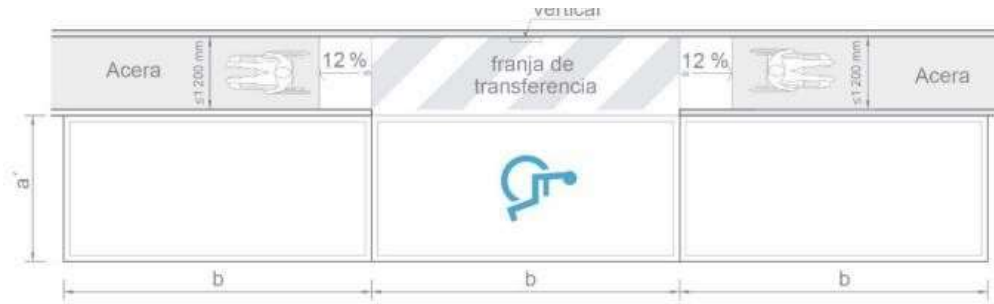 vertical
Acera
≤1 200 mm
12 %
franja de
transferencia
12 %
≤1 200 mm
Acera
a'
b
b
b